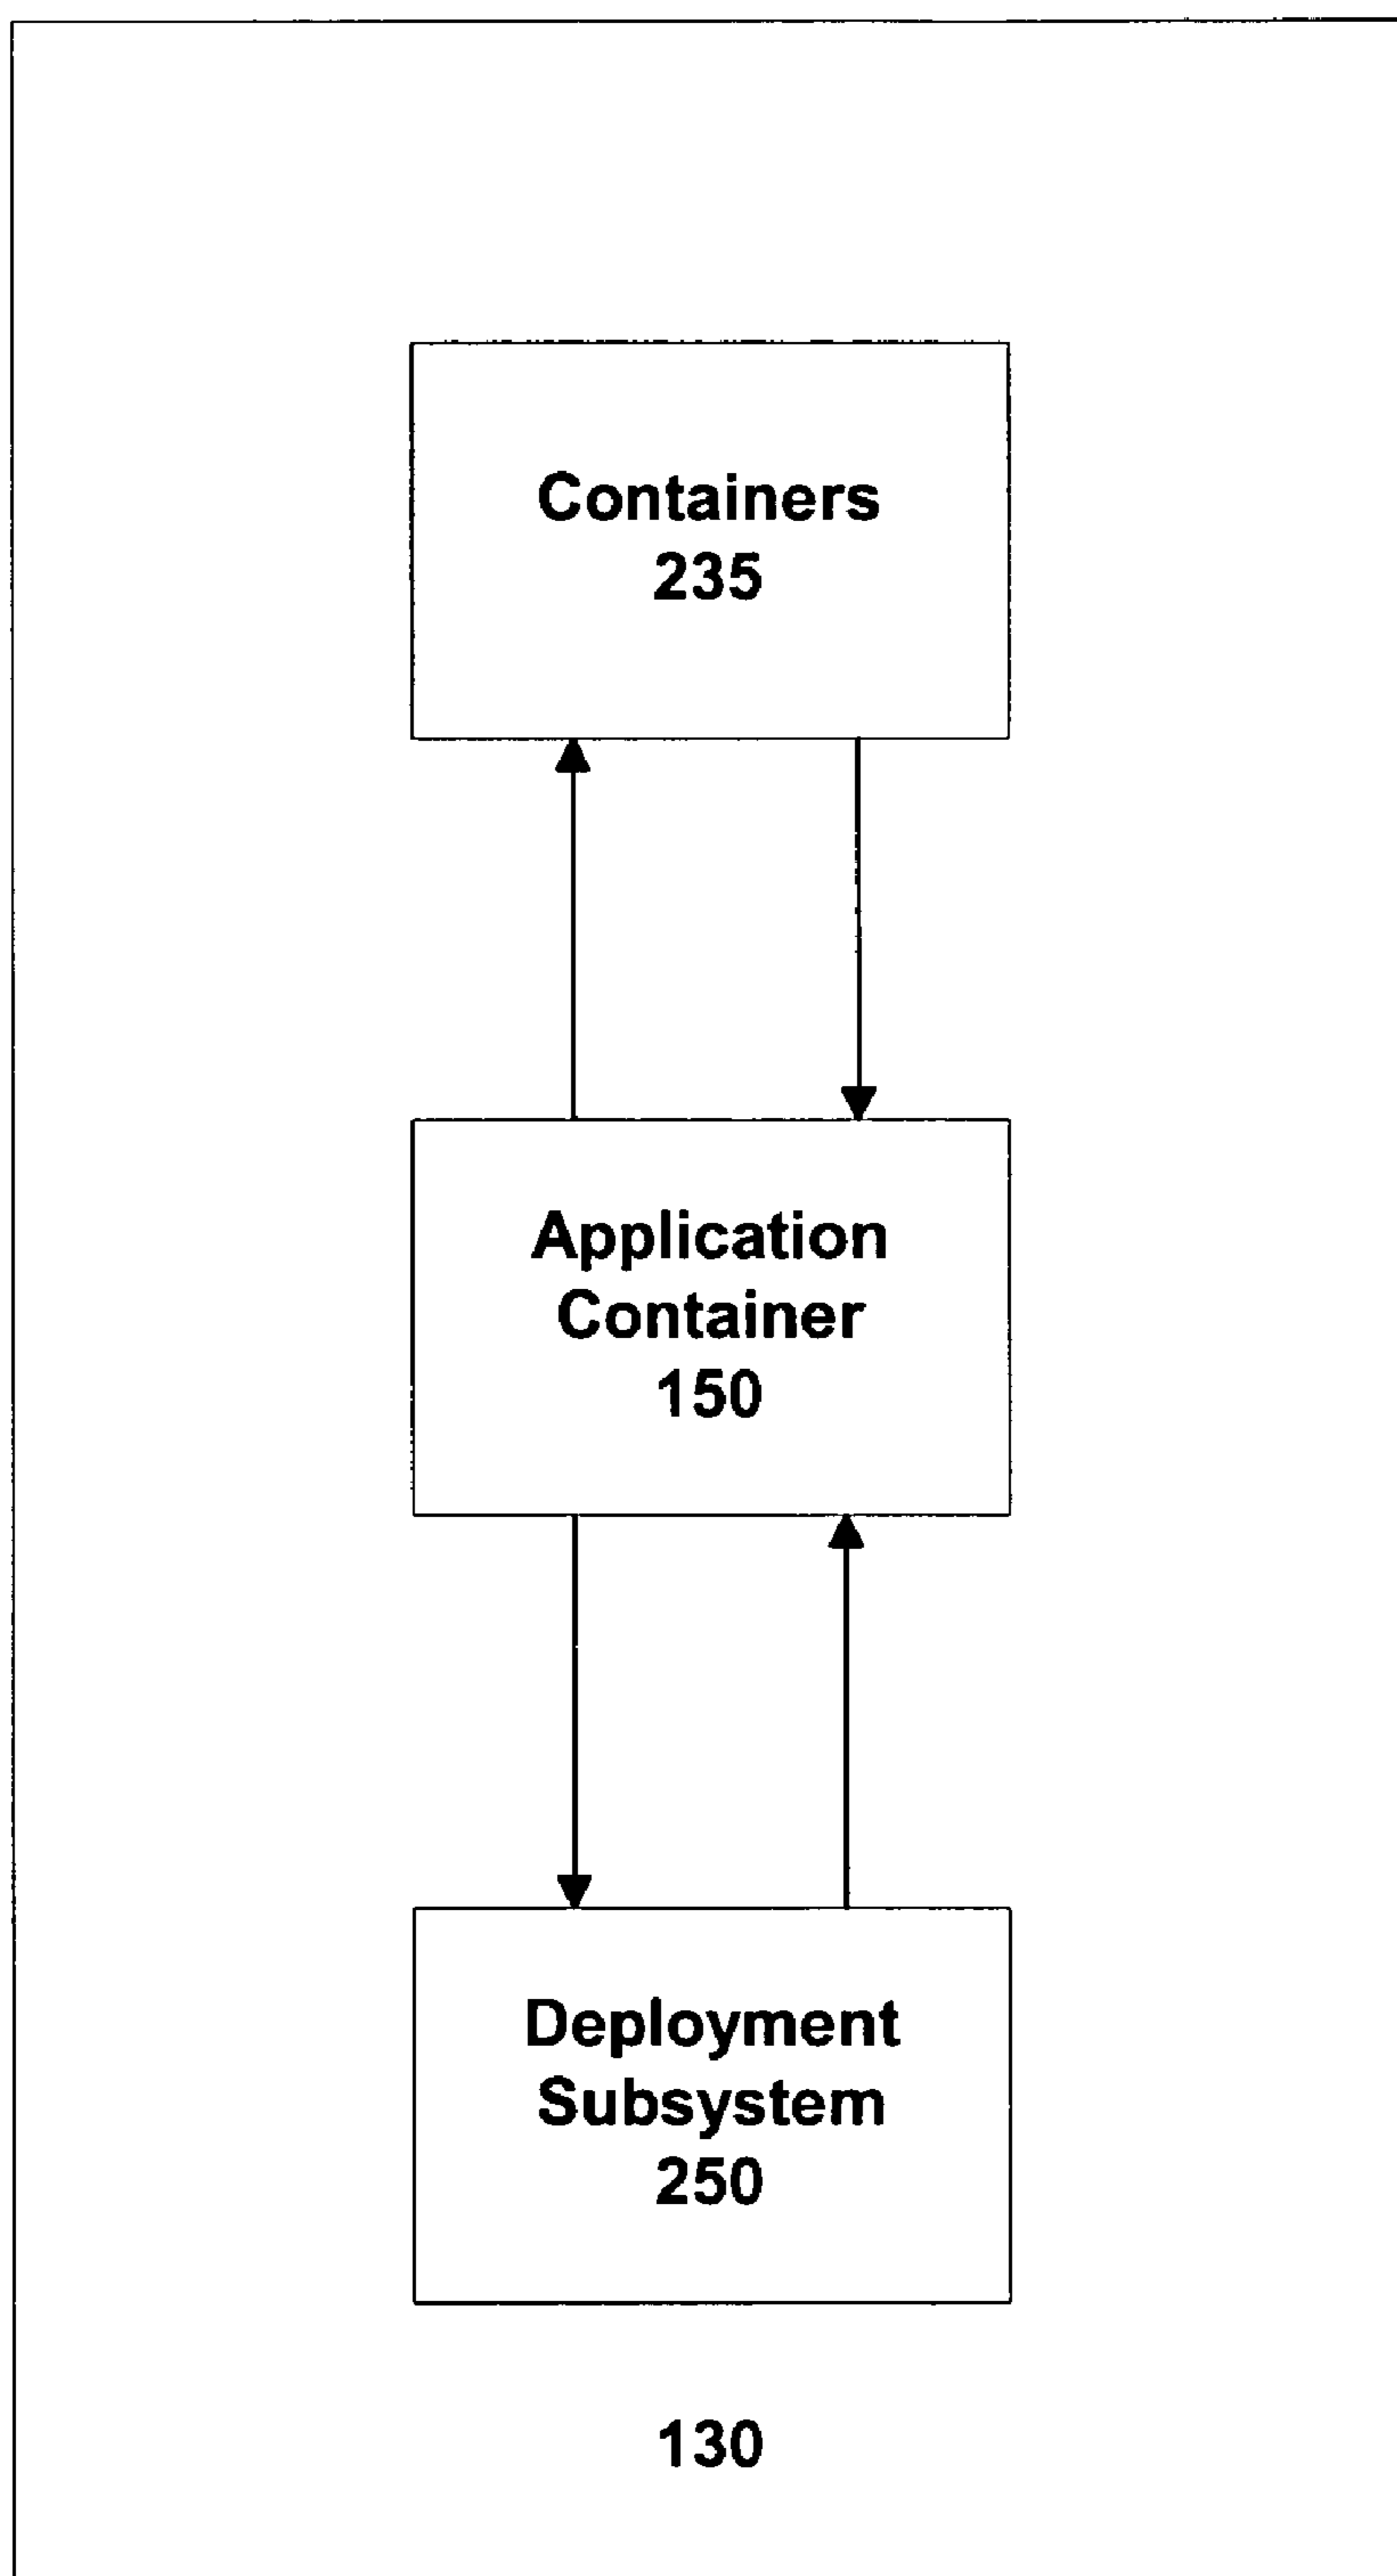 Containers
235
Application
Container
150
Deployment
Subsystem
250
130